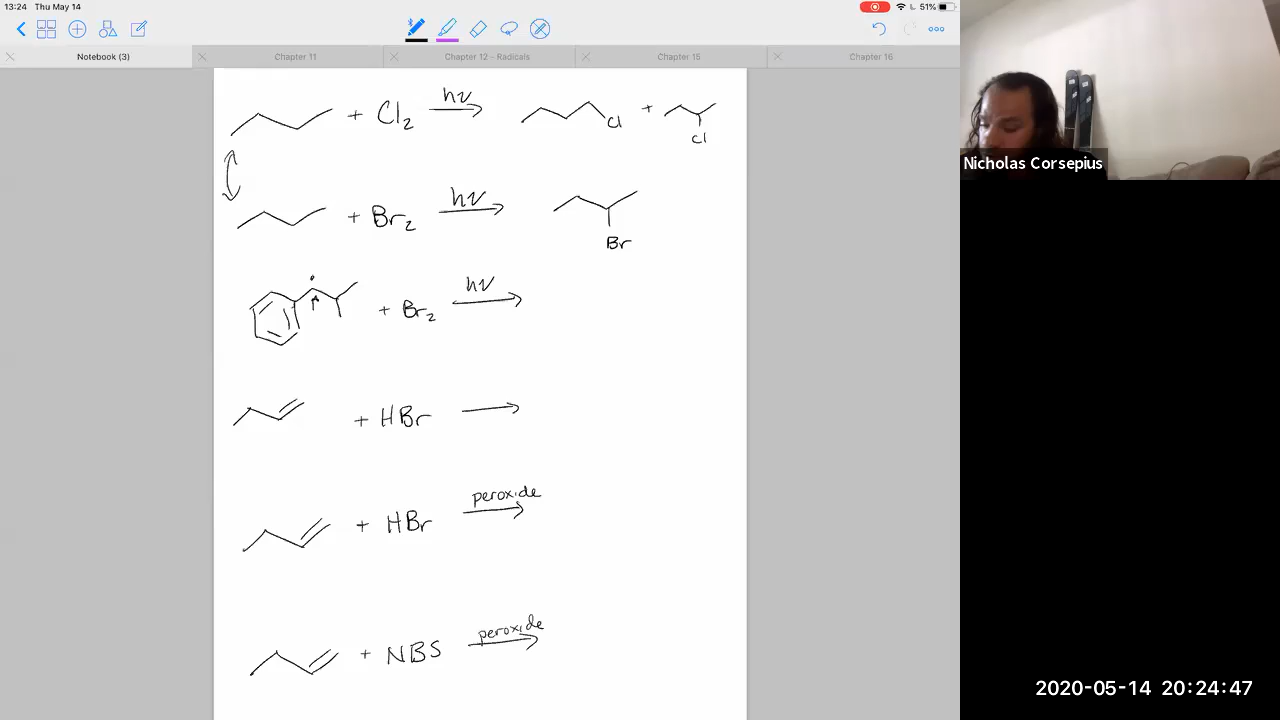 13:24 Thu May 14
51%
Notebook (3)
Chapter 11
Chapter 12 - Radicals
Chapter 15
Chapter 16
+ Cl2 hν Cl + Cl
+ Br2 hν Br
+ Br2 hν
+ HBr
+ HBr peroxide
+ NBS peroxide
Nicholas Corsepius
2020-05-14 20:24:47